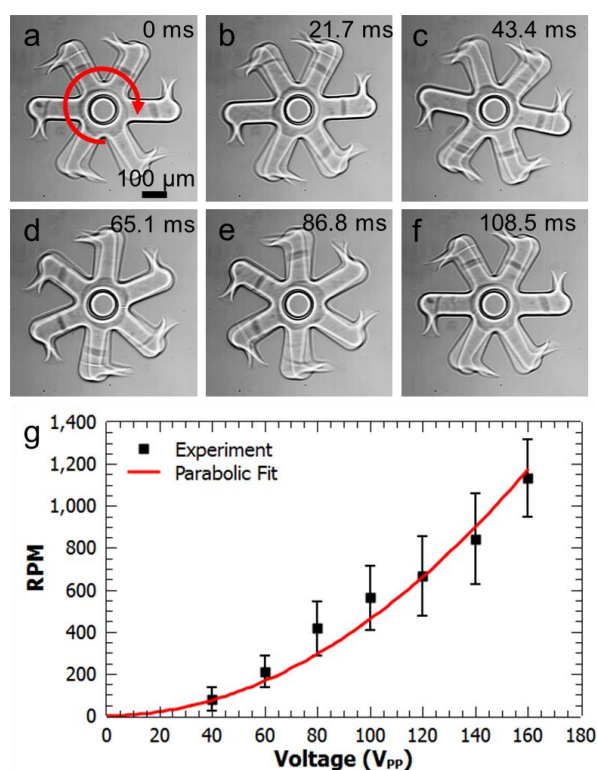 a 0 ms
b 21.7 ms
c 43.4 ms
100 μm
d 65.1 ms
e 86.8 ms
f 108.5 ms
g
Experiment
Parabolic Fit
1,400
1,200
1,000
800
600
400
200
0
RPM
0 20 40 60 80 100 120 140 160 180
Voltage (VPP)